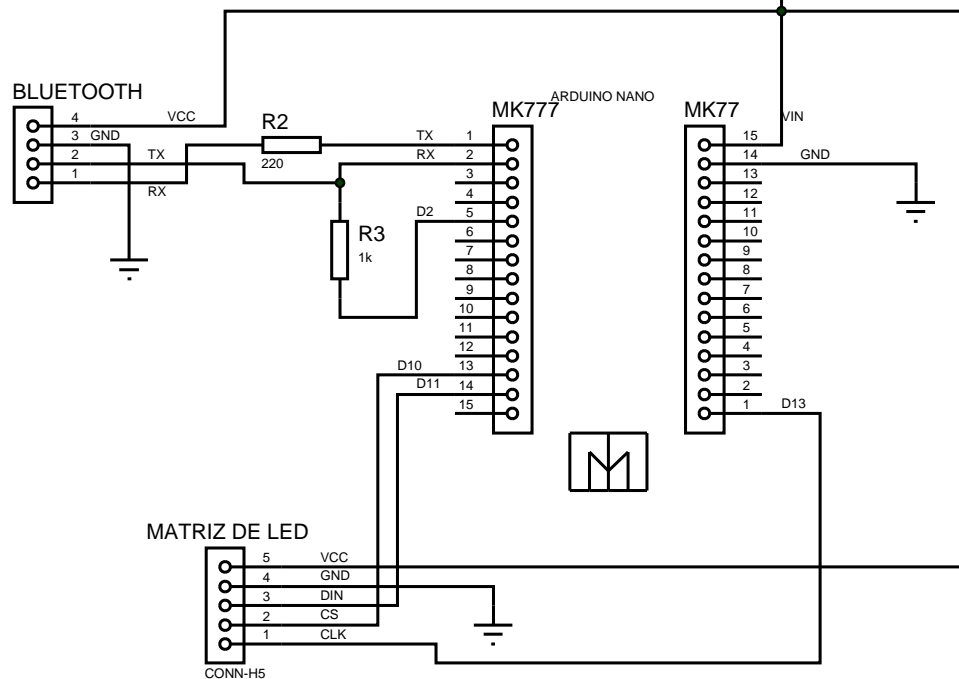 BLUETOOTH
4 VCC
3 GND
2 TX
1 RX
R2
220
R3
1k
MK777
ARDUINO NANO
TX 1
RX 2
3
4
D2 5
6
7
8
9
10
11
12
D10 13
D11 14
15
MK77
VIN
15
14 GND
13
12
11
10
9
8
7
6
5
4
3
2
1 D13
MATRIZ DE LED
5 VCC
4 GND
3 DIN
2 CS
1 CLK
CONN-H5